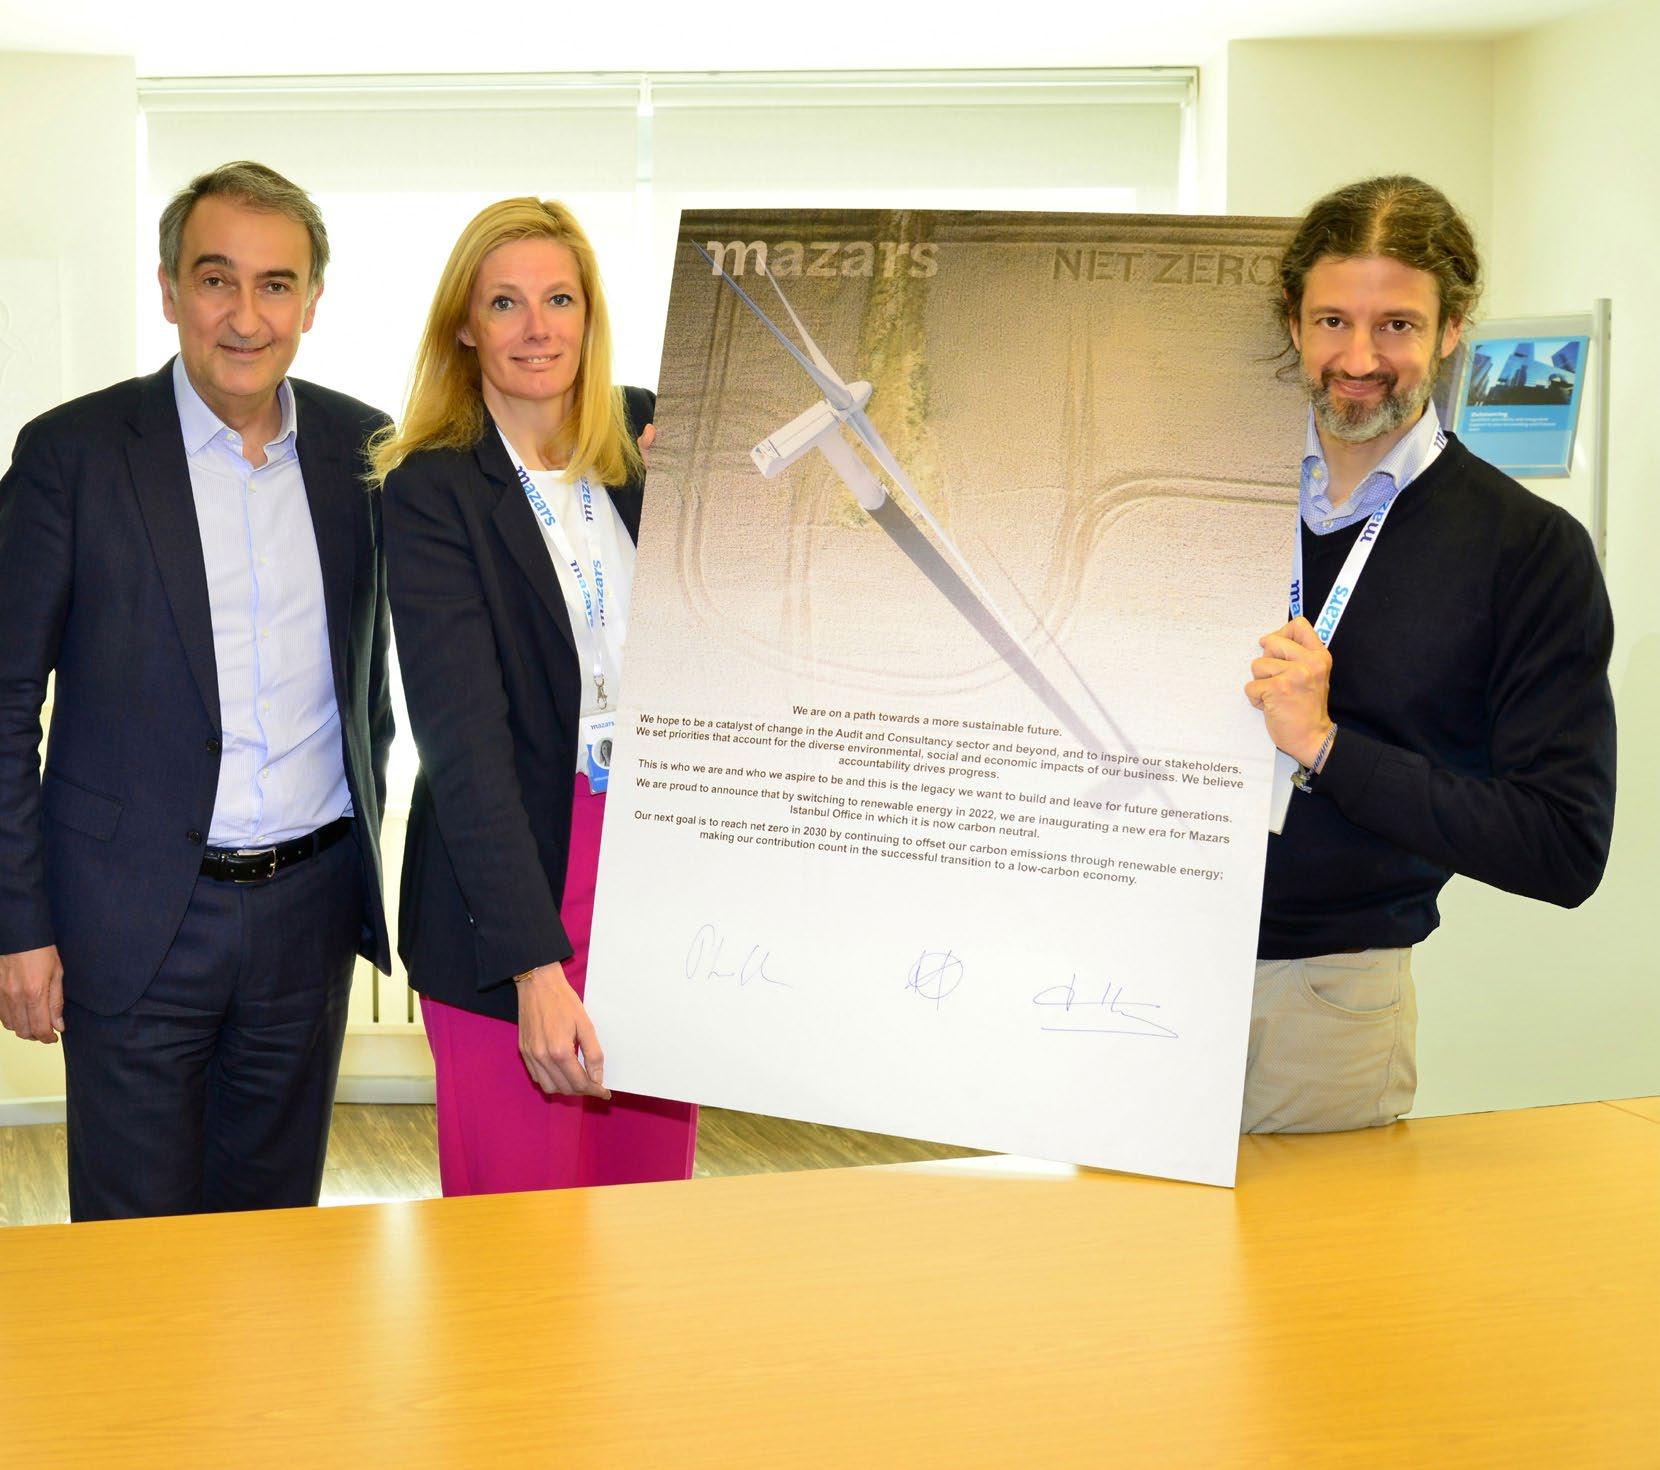 mazars
NET ZERO
We are on a path towards a more sustainable future.
We hope to be a catalyst of change in the Audit and Consultancy sector and beyond, and to inspire our stakeholders.
We set priorities that account for the diverse environmental, social and economic impacts of our business. We believe
accountability drives progress.
This is who we are and who we aspire to be and this is the legacy we want to build and leave for future generations.
We are proud to announce that by switching to renewable energy in 2022, we are inaugurating a new era for Mazars
Istanbul Office in which it is now carbon neutral.
Our next goal is to reach net zero in 2030 by continuing to offset our carbon emissions through renewable energy;
making our contribution count in the successful transition to a low-carbon economy.
mazars
mazars
mazars
mazars
mazars
Outsourcing